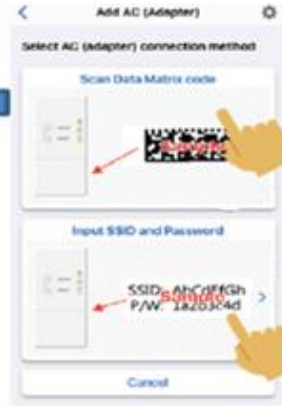 Add AC (Adapter)
Select AC (adapter) connection method
Scan Data Matrix code
Sample
Input SSID and Password
SSID: AbCdEfGh
Sample
P/W: 1a2b3c4d
Cancel